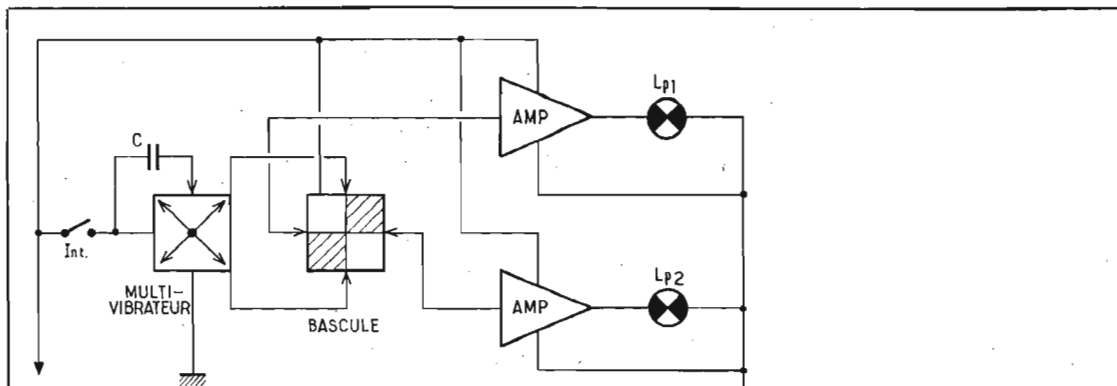 AMP
Lp1
C
Int.
MULTI-
VIBRATEUR
BASCULE
AMP
Lp2